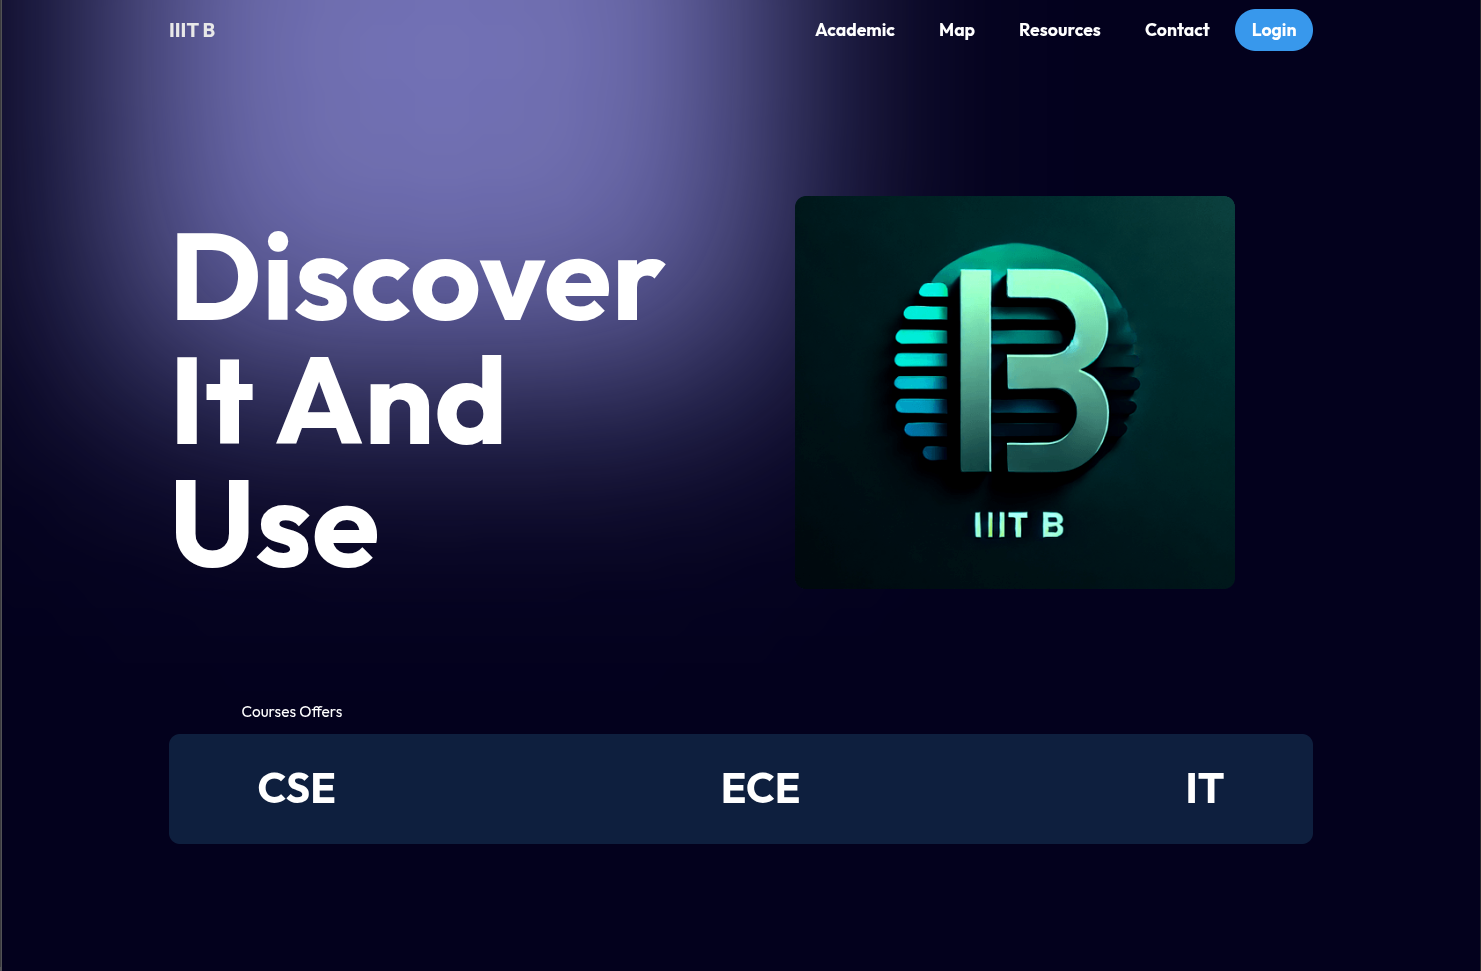 IIIT B
Academic Map Resources Contact Login
Discover
It And
Use
IIIT B
Courses Offers
CSE ECE IT